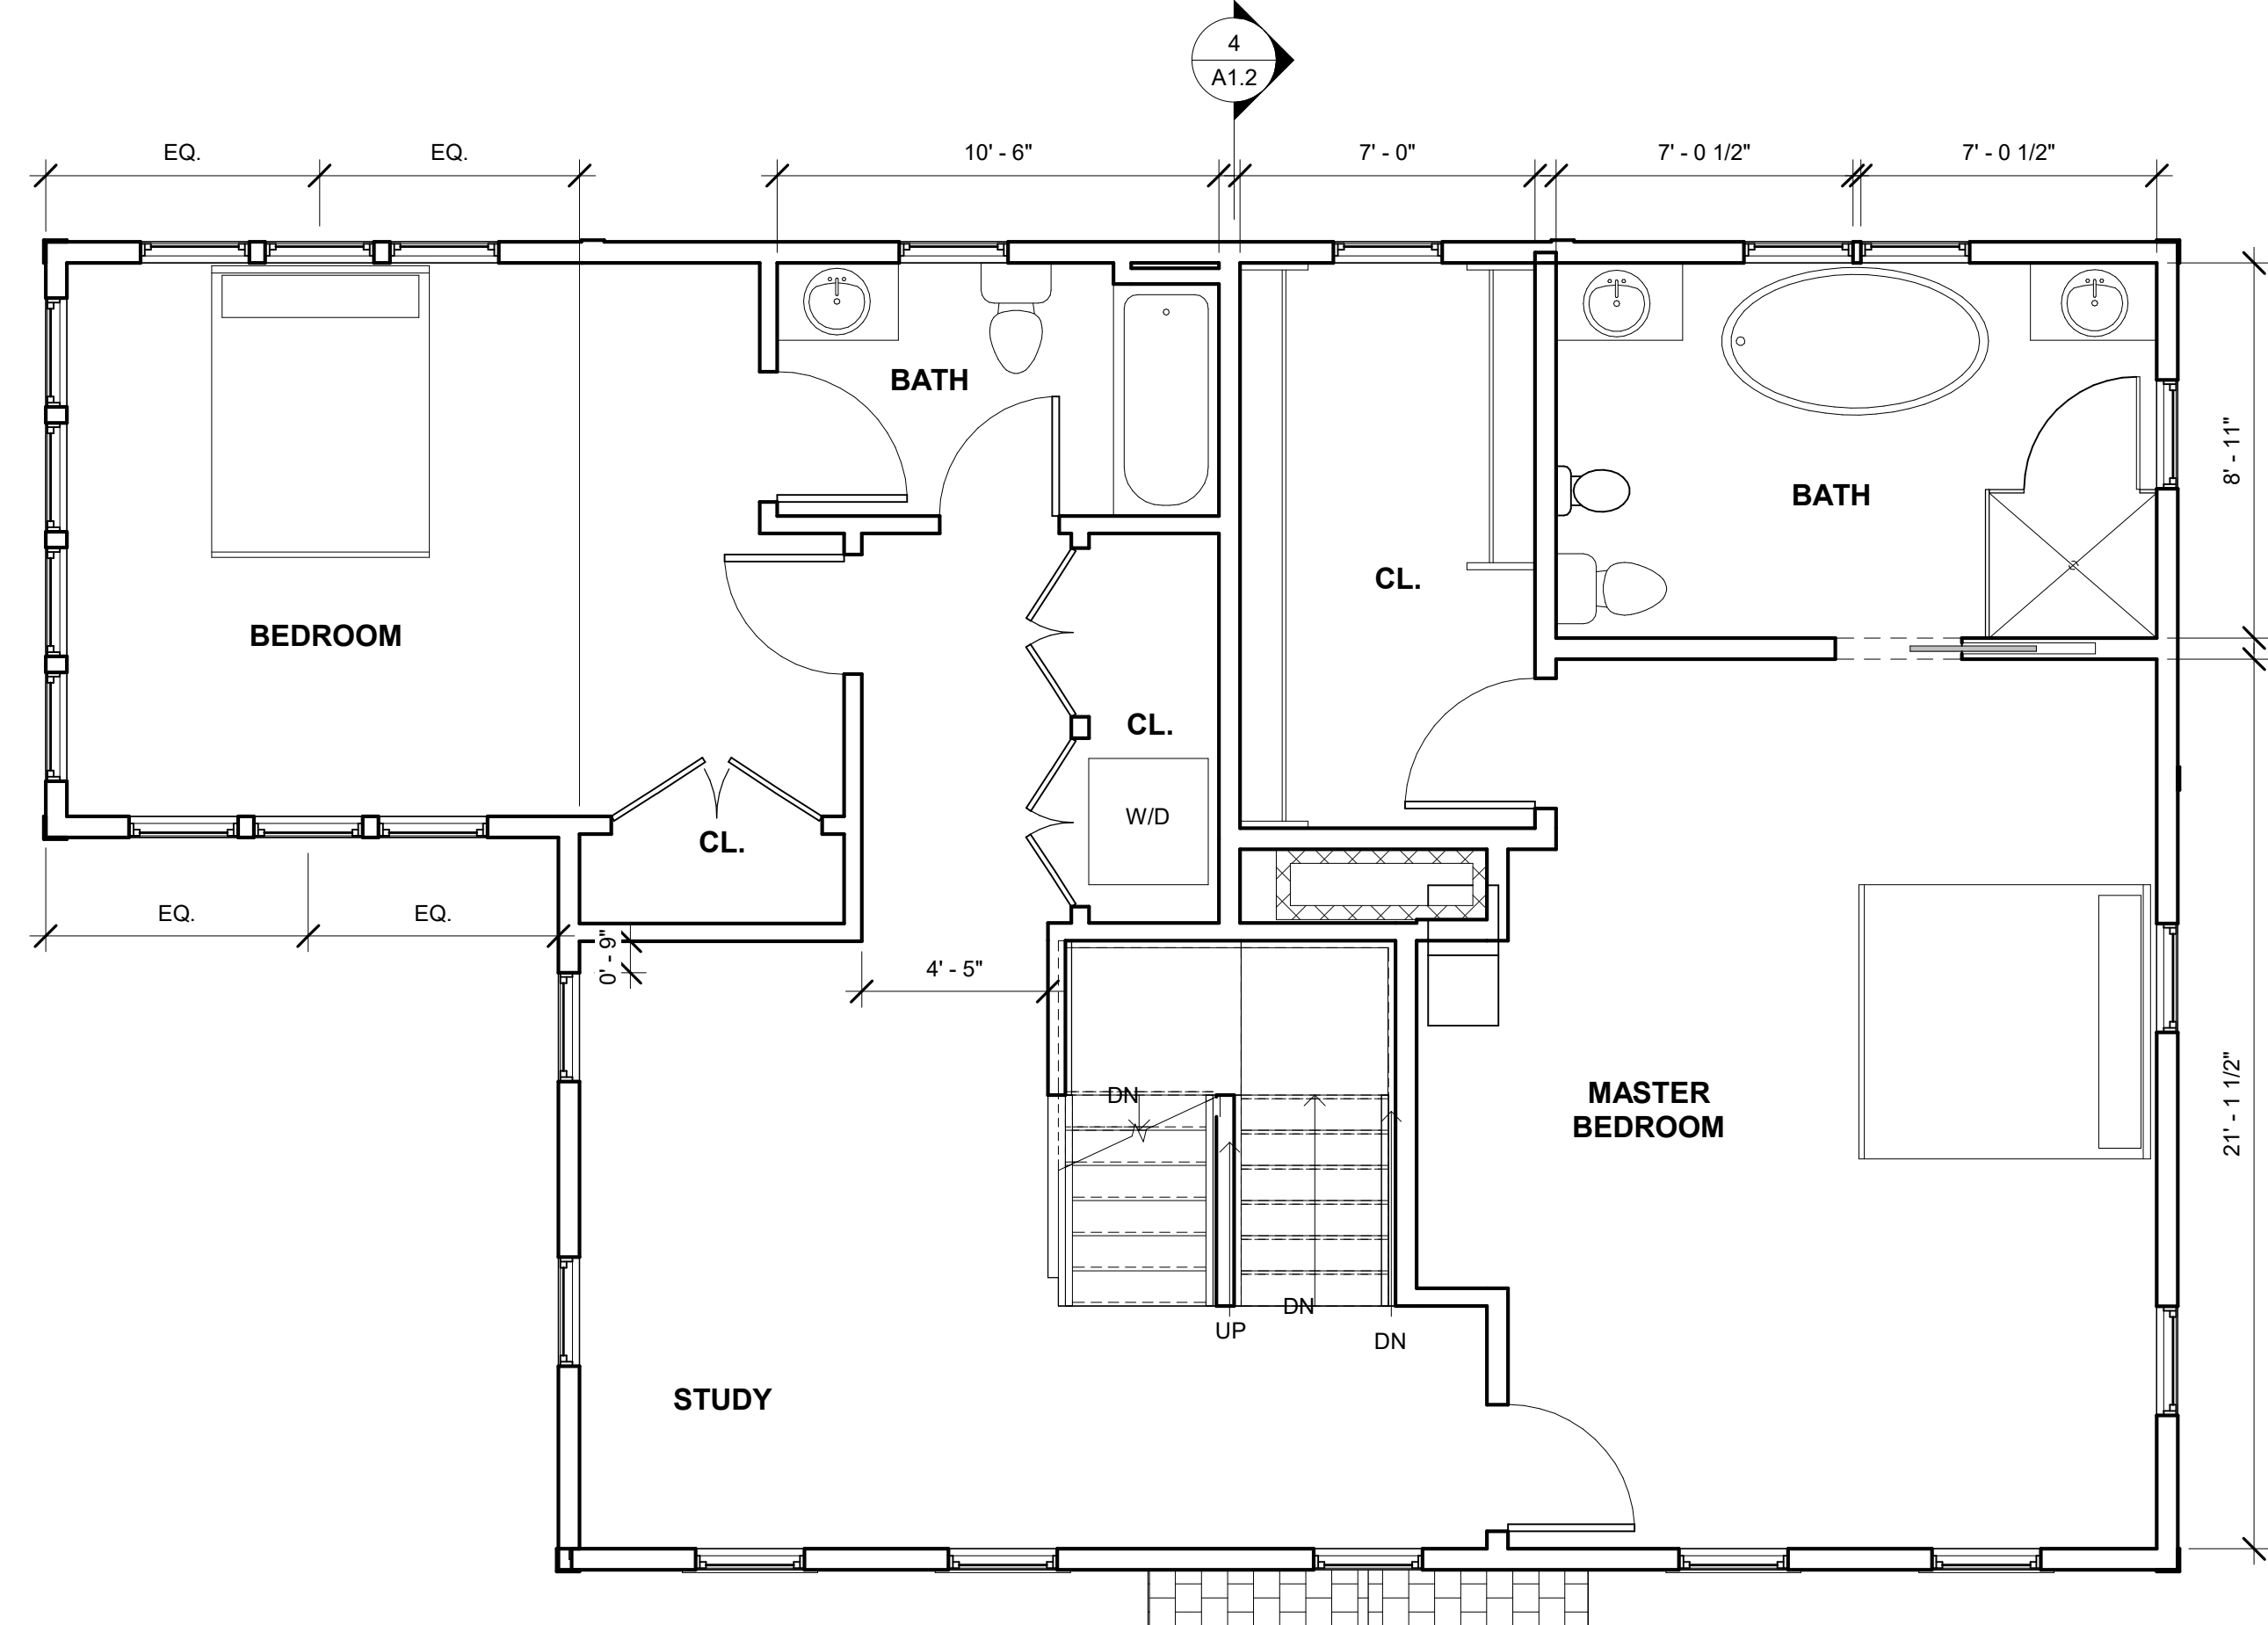 4
A1.2
EQ.
EQ.
10' - 6"
7' - 0"
7' - 0 1/2"
7' - 0 1/2"
BATH
8' - 11"
BATH
CL.
BEDROOM
CL.
W/D
CL.
EQ.
EQ.
0' - 9"
4' - 5"
DN
MASTER
BEDROOM
21' - 1 1/2"
DN
UP
DN
STUDY